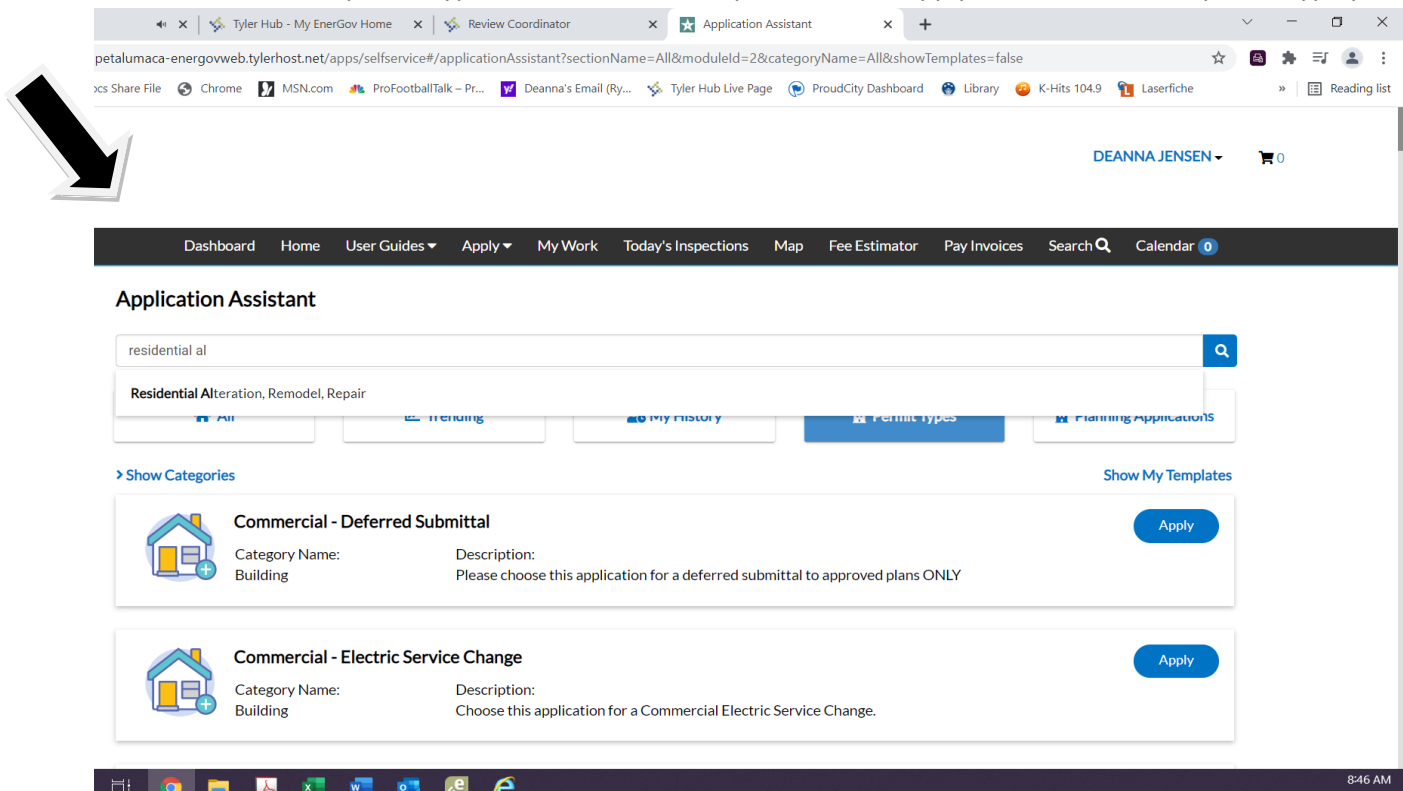 Tyler Hub - My EnerGov Home Review Coordinator Application Assistant
petalumaca-energovweb.tylerhost.net/apps/selfservice#/applicationAssistant?sectionName=All&moduleId=2&categoryName=All&showTemplates=false
ocs Share File Chrome MSN.com ProFootballTalk – Pr... Deanna's Email (Ry... Tyler Hub Live Page ProudCity Dashboard Library K-Hits 104.9 Laserfiche » Reading list
DEANNA JENSEN 0
Dashboard Home User Guides Apply My Work Today's Inspections Map Fee Estimator Pay Invoices Search Calendar 0
Application Assistant
residential al
Residential Alteration, Remodel, Repair
All Trending My History Permit Types Planning Applications
> Show Categories Show My Templates
Commercial - Deferred Submittal Apply
Category Name: Description:
Building Please choose this application for a deferred submittal to approved plans ONLY
Commercial - Electric Service Change Apply
Category Name: Description:
Building Choose this application for a Commercial Electric Service Change.
8:46 AM